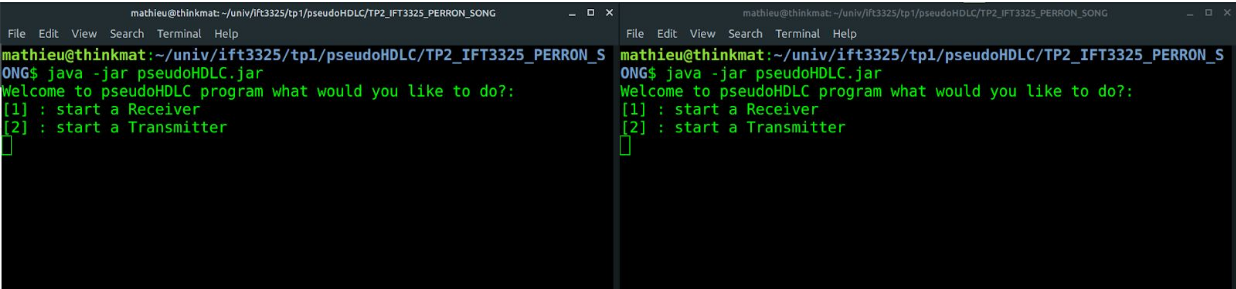 mathieu@thinkmat: ~/univ/ift3325/tp1/pseudoHDLC/TP2_IFT3325_PERRON_SONG
File Edit View Search Terminal Help
mathieu@thinkmat:~/univ/ift3325/tp1/pseudoHDLC/TP2_IFT3325_PERRON_S
ONG$ java -jar pseudoHDLC.jar
Welcome to pseudoHDLC program what would you like to do?:
[1] : start a Receiver
[2] : start a Transmitter
mathieu@thinkmat: ~/univ/ift3325/tp1/pseudoHDLC/TP2_IFT3325_PERRON_SONG
File Edit View Search Terminal Help
mathieu@thinkmat:~/univ/ift3325/tp1/pseudoHDLC/TP2_IFT3325_PERRON_S
ONG$ java -jar pseudoHDLC.jar
Welcome to pseudoHDLC program what would you like to do?:
[1] : start a Receiver
[2] : start a Transmitter